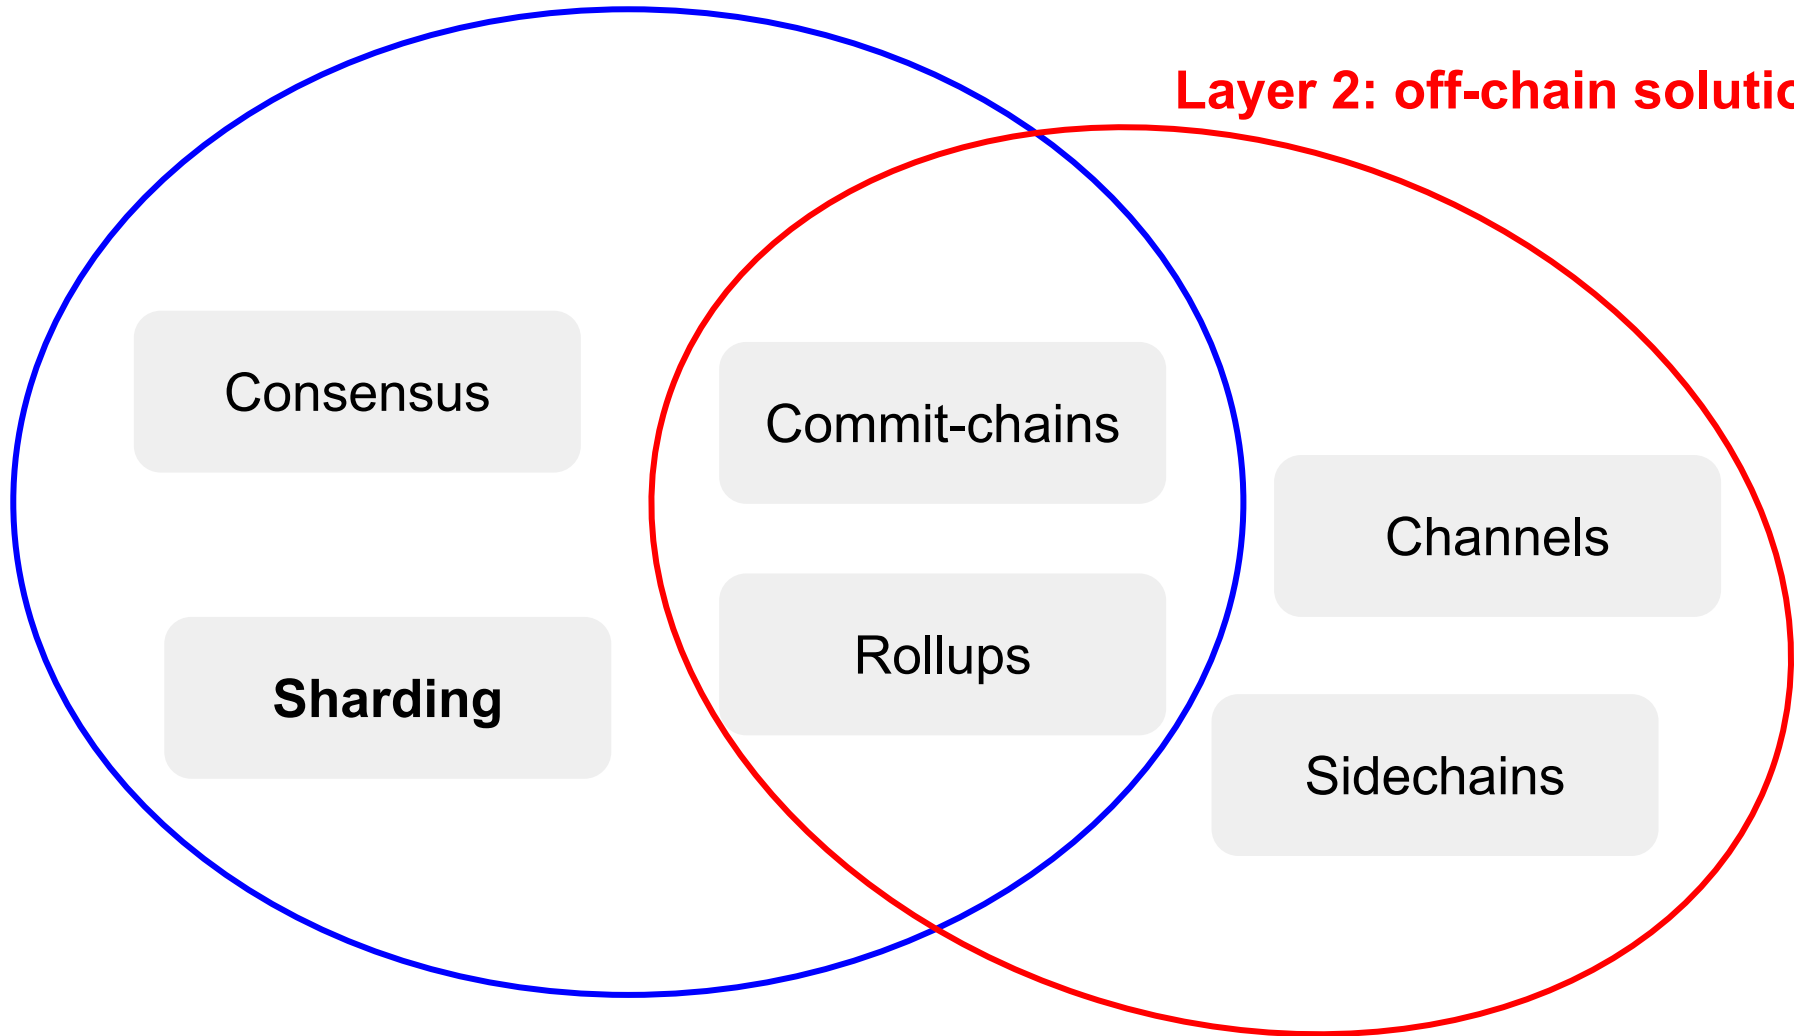 Layer 2: off-chain solutio
Consensus
Commit-chains
Channels
Rollups
Sharding
Sidechains